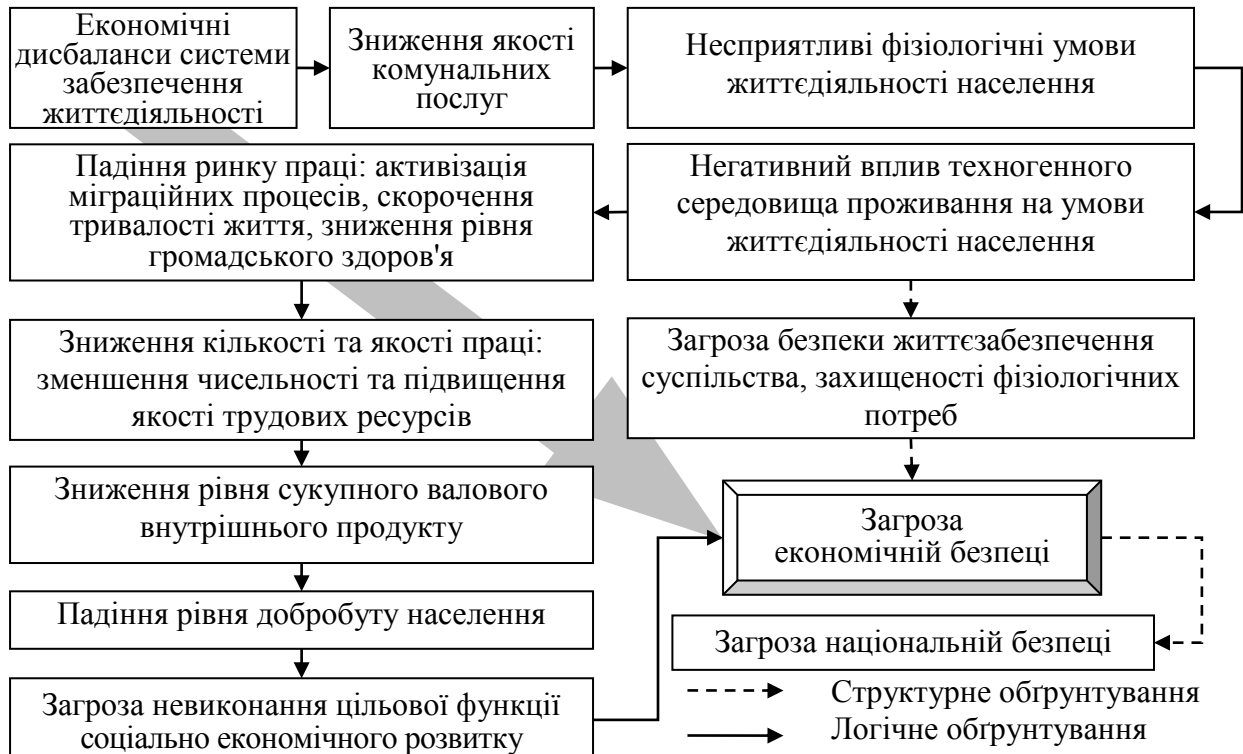 Економічні
дисбаланси системи
забезпечення
життєдіяльності
Зниження якості
комунальних
послуг
Несприятливі фізіологічні умови
життєдіяльності населення
Падіння ринку праці: активізація
міграційних процесів, скорочення
тривалості життя, зниження рівня
громадського здоров'я
Негативний вплив техногенного
середовища проживання на умови
життєдіяльності населення
Зниження кількості та якості праці:
зменшення чисельності та підвищення
якості трудових ресурсів
Загроза безпеки життєзабезпечення
суспільства, захищеності фізіологічних
потреб
Зниження рівня сукупного валового
внутрішнього продукту
Загроза
економічній безпеці
Падіння рівня добробуту населення
Загроза національній безпеці
Загроза невиконання цільової функції
соціально економічного розвитку
Структурне обґрунтування
Логічне обґрунтування